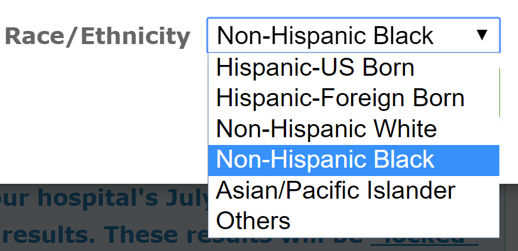 Race/Ethnicity Non-Hispanic Black
Hispanic-US Born
Hispanic-Foreign Born
Non-Hispanic White
Non-Hispanic Black
Asian/Pacific Islander
Others
our hospital's July
results. These results will be "locked"